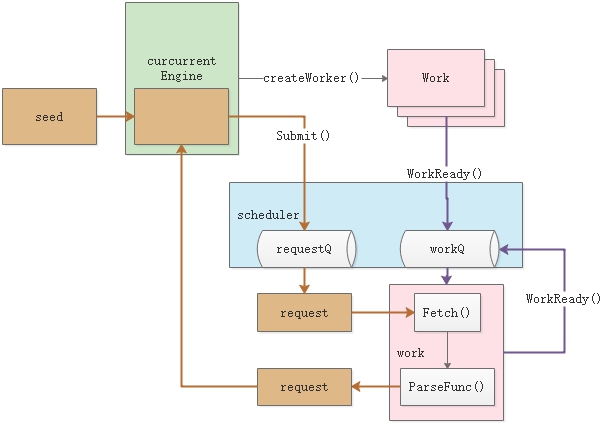 curcurrent
Engine
createWorker()
Work
seed
Submit()
WorkReady()
scheduler
requestQ
workQ
WorkReady()
request
Fetch()
work
request
ParseFunc()